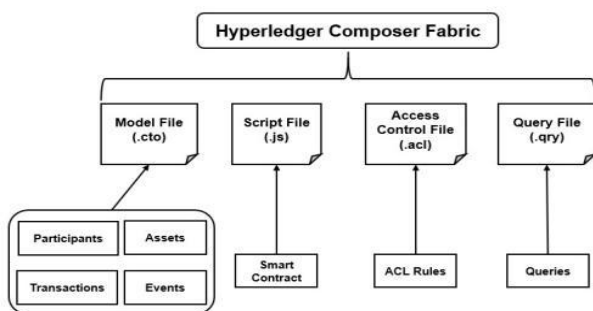 Hyperledger Composer Fabric
Model File
(.cto)
Script File
(.js)
Access
Control File
(.acl)
Query File
(.qry)
Participants
Assets
Transactions
Events
Smart
Contract
ACL Rules
Queries